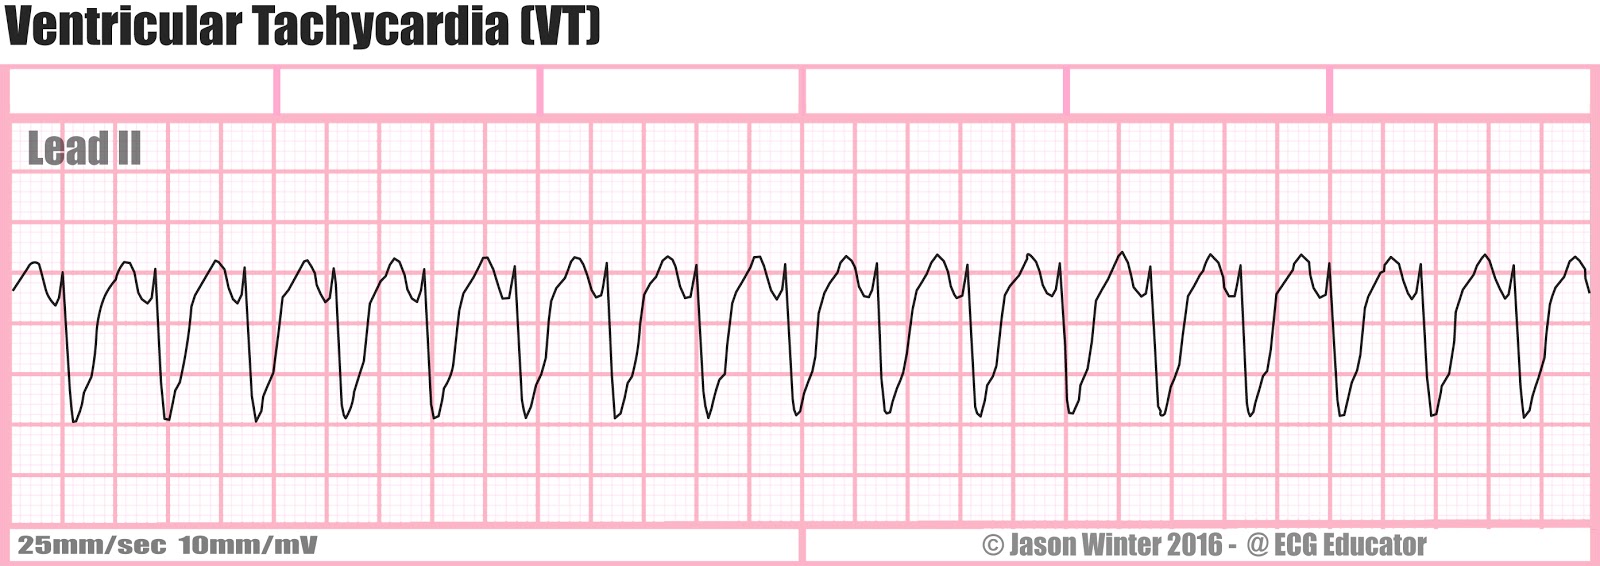 Ventricular Tachycardia (VT)
Lead II
25mm/sec 10mm/mV
© Jason Winter 2016 - @ ECG Educator